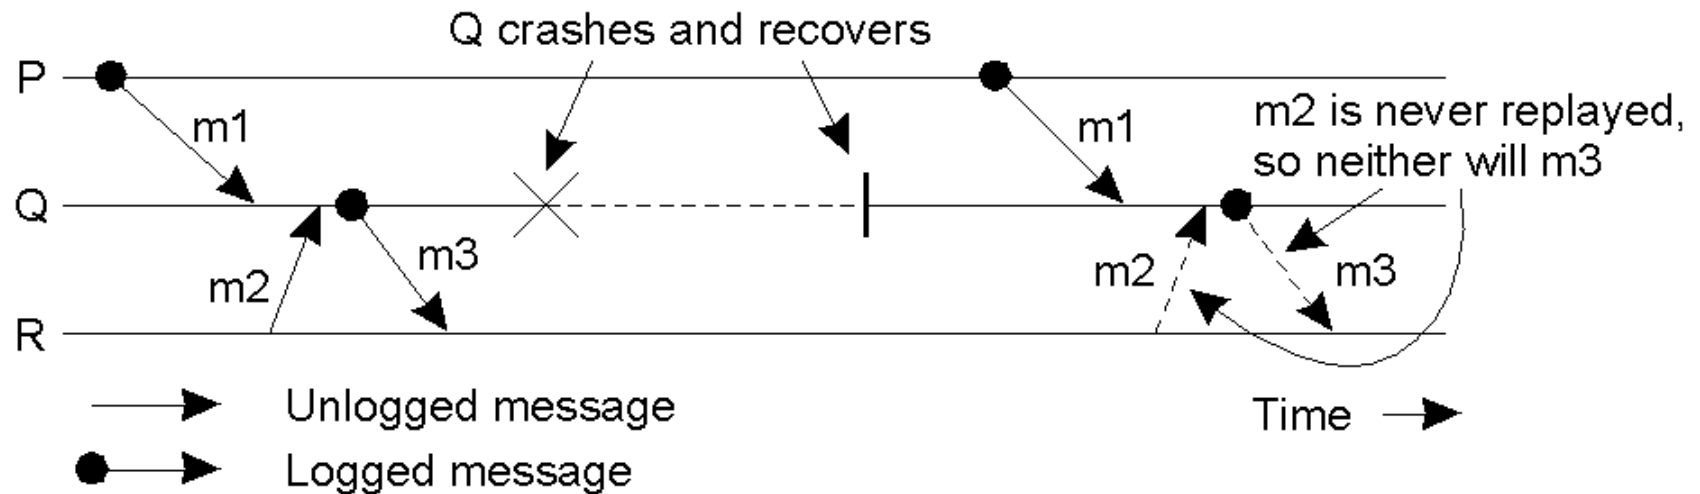 Q crashes and recovers
P
m1
m1
m2 is never replayed,
so neither will m3
Q
m3
m2
m2
m3
R
Unlogged message
Time
Logged message